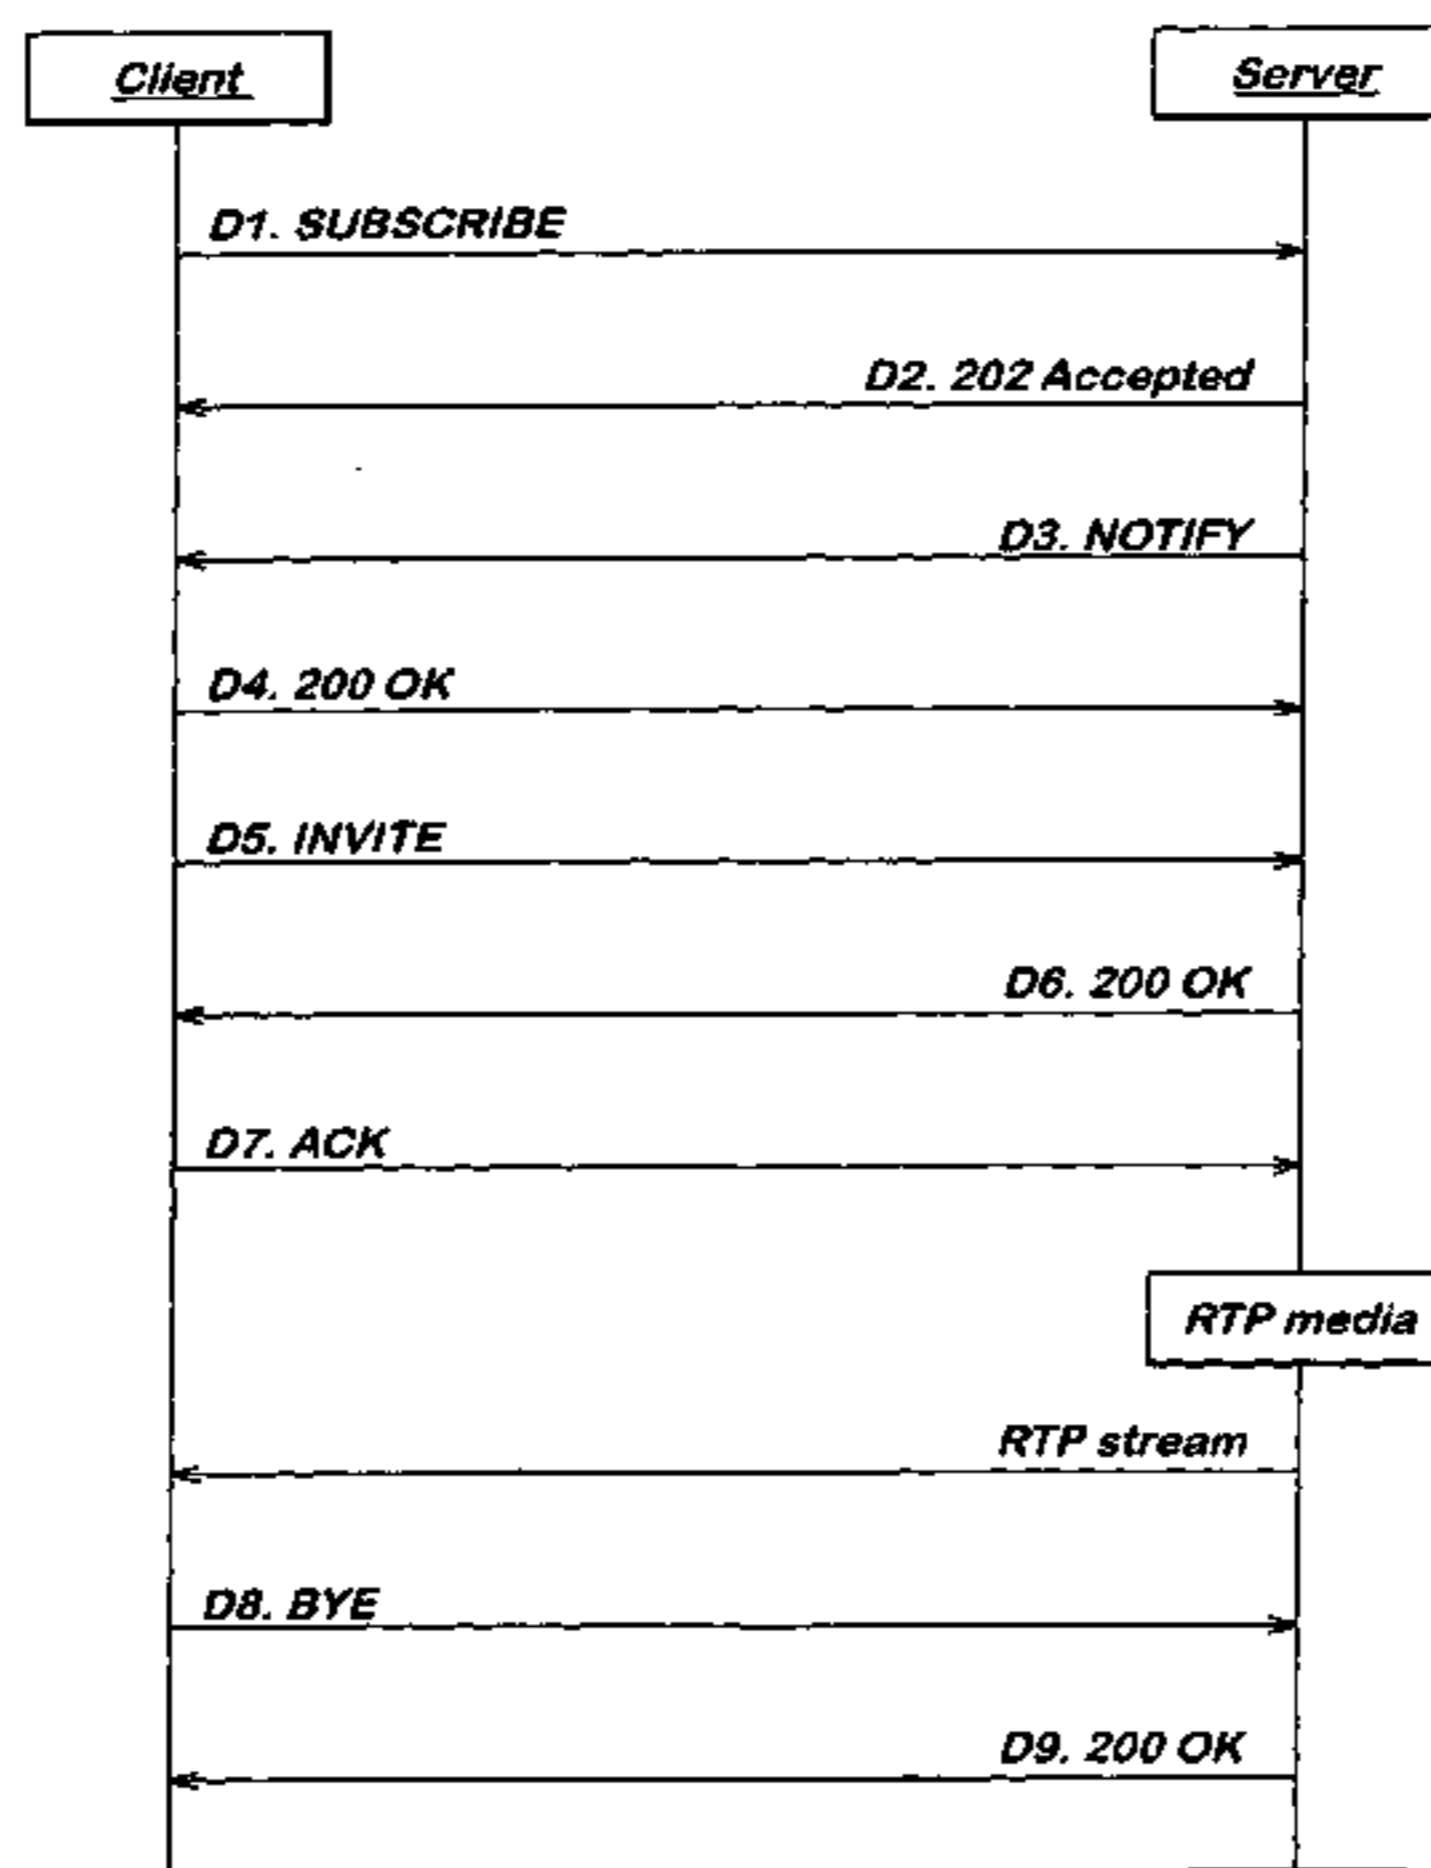 Client
Server
D1. SUBSCRIBE
D2. 202 Accepted
D3. NOTIFY
D4. 200 OK
D5. INVITE
D6. 200 OK
D7. ACK
RTP media
RTP stream
D8. BYE
D9. 200 OK